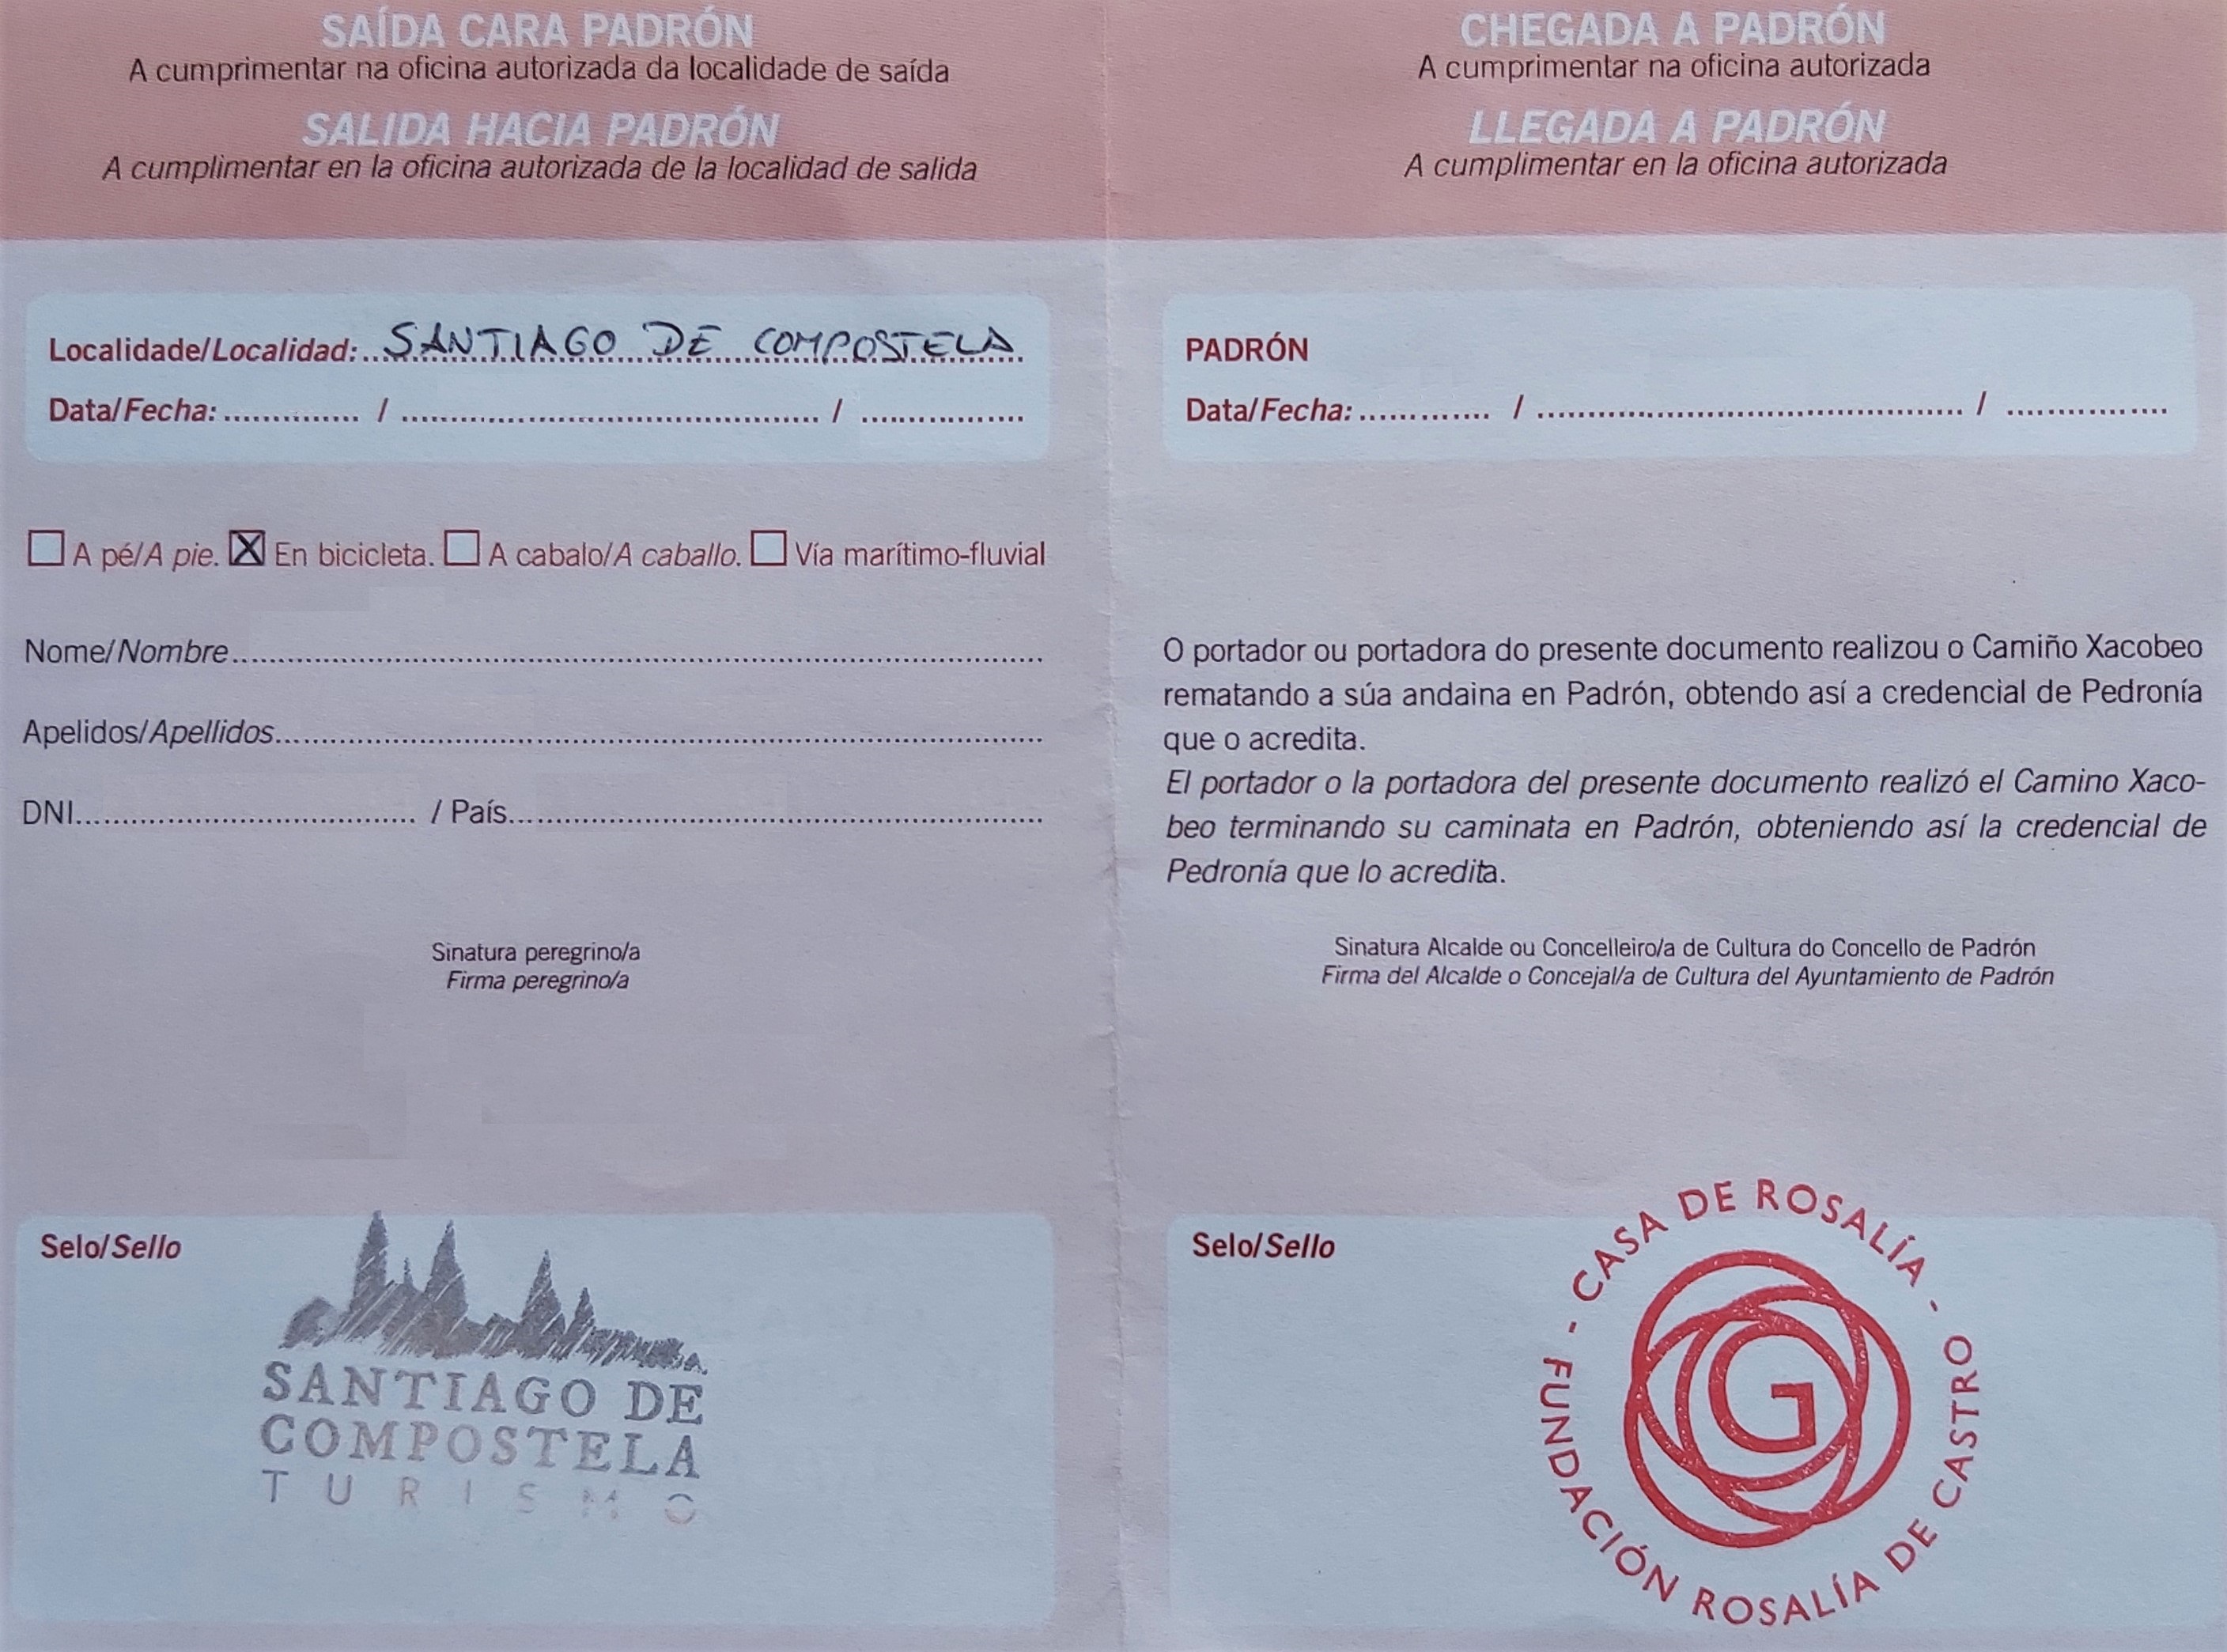 SAÍDA CARA PADRÓN
A cumprimentar na oficina autorizada da localidade de saída
SALIDA HACIA PADRÓN
A cumplimentar en la oficina autorizada de la localidad de salida
Localidade/Localidad: SANTIAGO DE COMPOSTELA
Data/Fecha: / /
A pé/A pie. X En bicicleta. A cabalo/A caballo. Vía marítimo-fluvial
Nome/Nombre
Apelidos/Apellidos
DNI / País
Sinatura peregrino/a
Firma peregrino/a
Selo/Sello
SANTIAGO DE
COMPOSTELA
TURISMO
CHEGADA A PADRÓN
A cumprimentar na oficina autorizada
LLEGADA A PADRÓN
A cumplimentar en la oficina autorizada
PADRÓN
Data/Fecha: / /
O portador ou portadora do presente documento realizou o Camiño Xacobeo
rematando a súa andaina en Padrón, obtendo así a credencial de Pedronía
que o acredita.
El portador o la portadora del presente documento realizó el Camino Xaco-
beo terminando su caminata en Padrón, obteniendo así la credencial de
Pedronía que lo acredita.
Sinatura Alcalde ou Concelleiro/a de Cultura do Concello de Padrón
Firma del Alcalde o Concejal/a de Cultura del Ayuntamiento de Padrón
Selo/Sello
- CASA DE ROSALÍA -
FUNDACIÓN ROSALÍA DE CASTRO
G